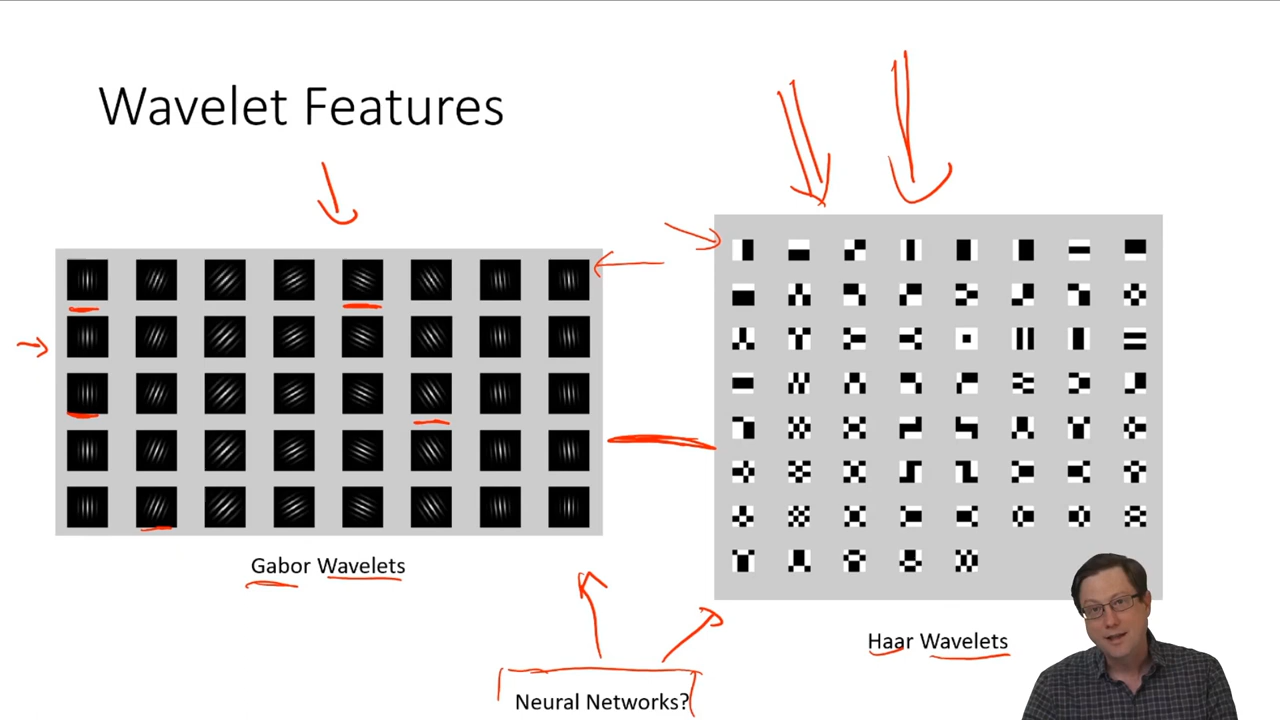 Wavelet Features
Gabor Wavelets
Haar Wavelets
Neural Networks?